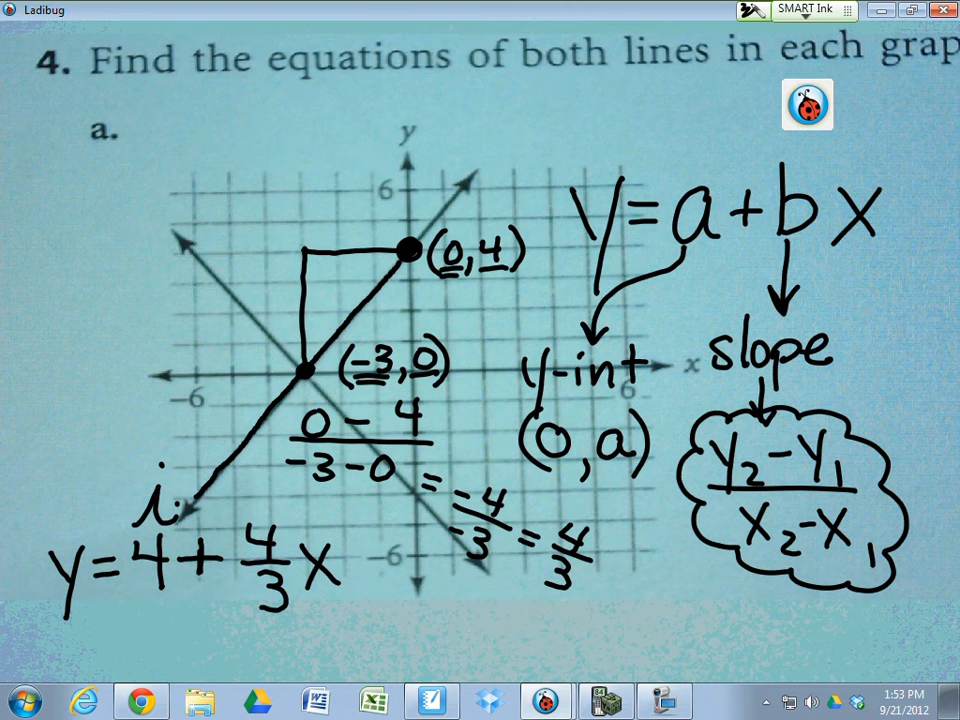 Ladibug
SMART Ink
4. Find the equations of both lines in each grap
a.
y
6
y=a+bx
(0,4)
(-3,0)
y-int
x
slope
-6
6
0-4
-3-0
=
-4
-3
=
4
3
(0,a)
y2-y1
x2-x1
i.
-6
y=4+4/3x
1:53 PM
9/21/2012